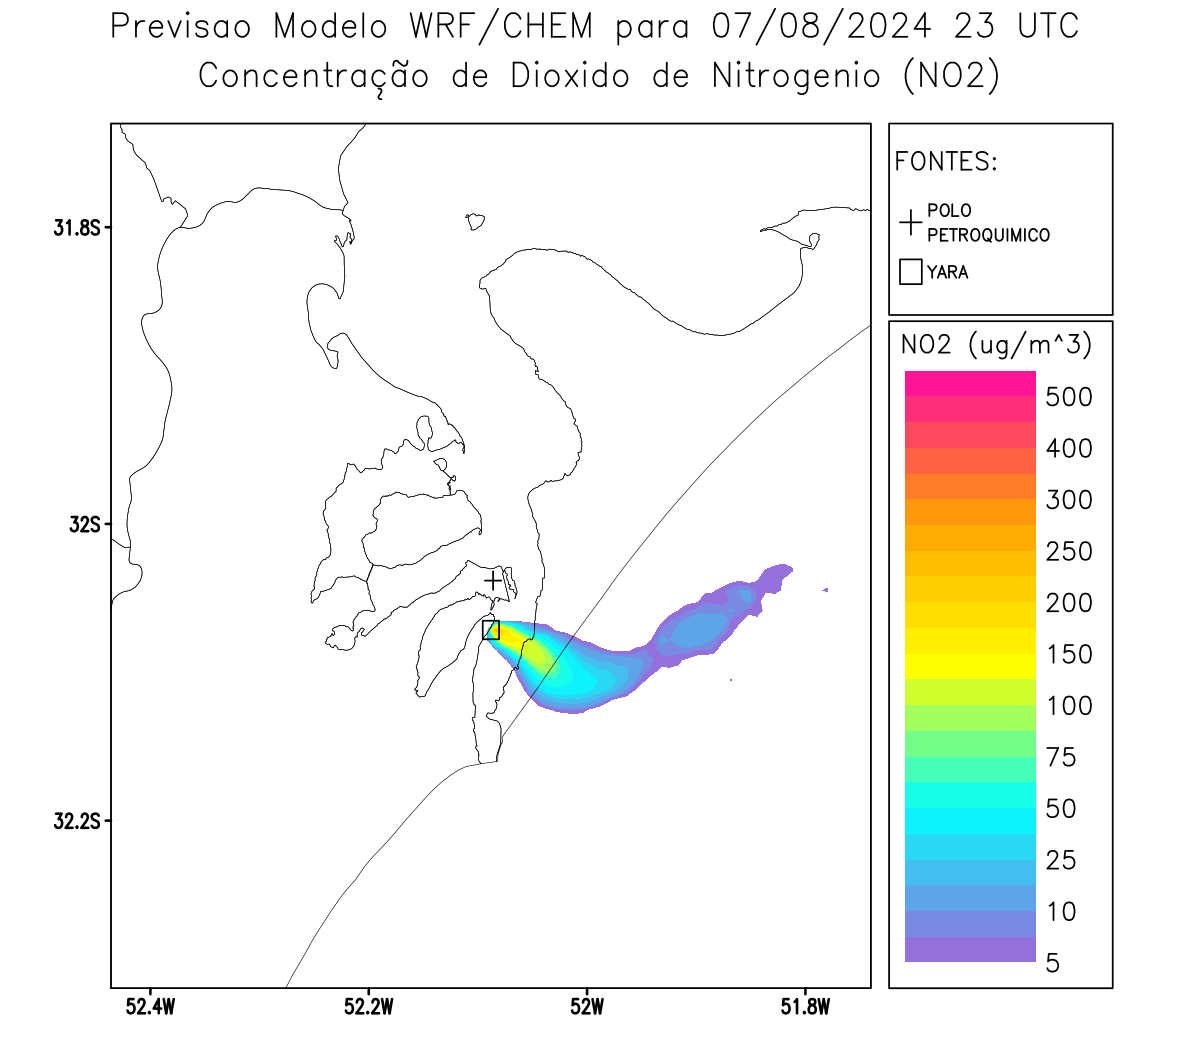 Previsao Modelo WRF/CHEM para 07/08/2024 23 UTC
Concentração de Dioxido de Nitrogenio (NO2)
FONTES:
POLO
PETROQUIMICO
YARA
NO2 (ug/m^3)
500
400
300
250
200
150
100
75
50
25
10
5
31.8S
32S
32.2S
52.4W
52.2W
52W
51.8W